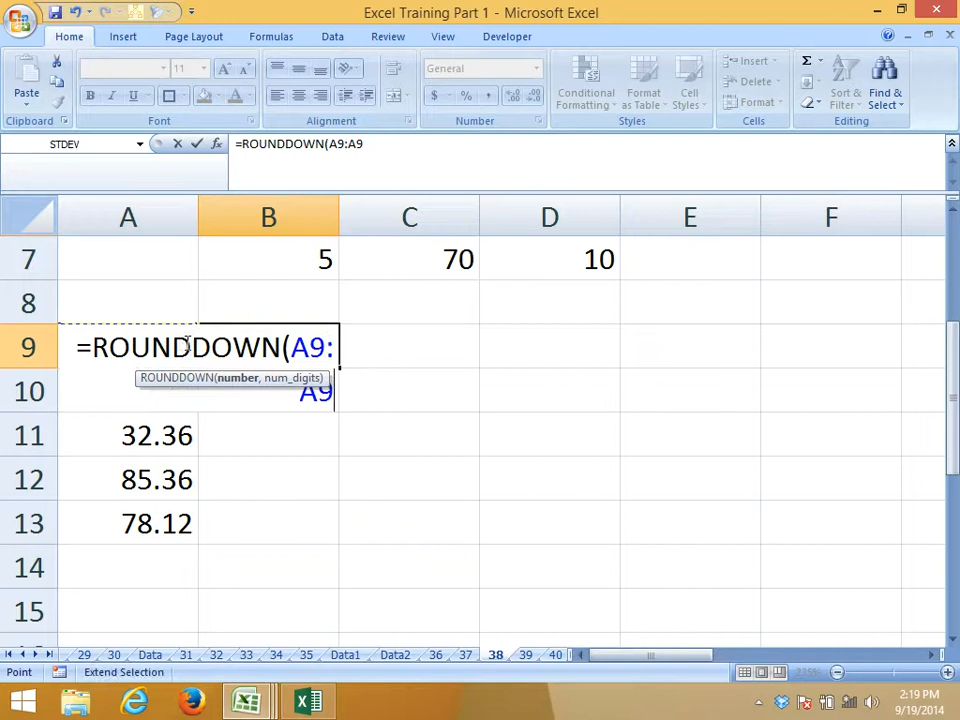 Excel Training Part 1 - Microsoft Excel
Home Insert Page Layout Formulas Data Review View Developer
Paste
11
A A
B I U
A
General
$ % ,
Conditional Formatting
Format as Table
Cell Styles
Insert
Delete
Format
Σ
Sort & Filter
Find & Select
Clipboard Font Alignment Number Styles Cells Editing
STDEV fx =ROUNDDOWN(A9:A9
A B C D E F
7 5 70 10
8
9 =ROUNDDOWN(A9:
ROUNDDOWN(number, num_digits)
10 A9
11 32.36
12 85.36
13 78.12
14
15
29 30 Data 31 32 33 34 35 Data1 Data2 36 37 38 39 40
Point Extend Selection
2:19 PM
9/19/2014